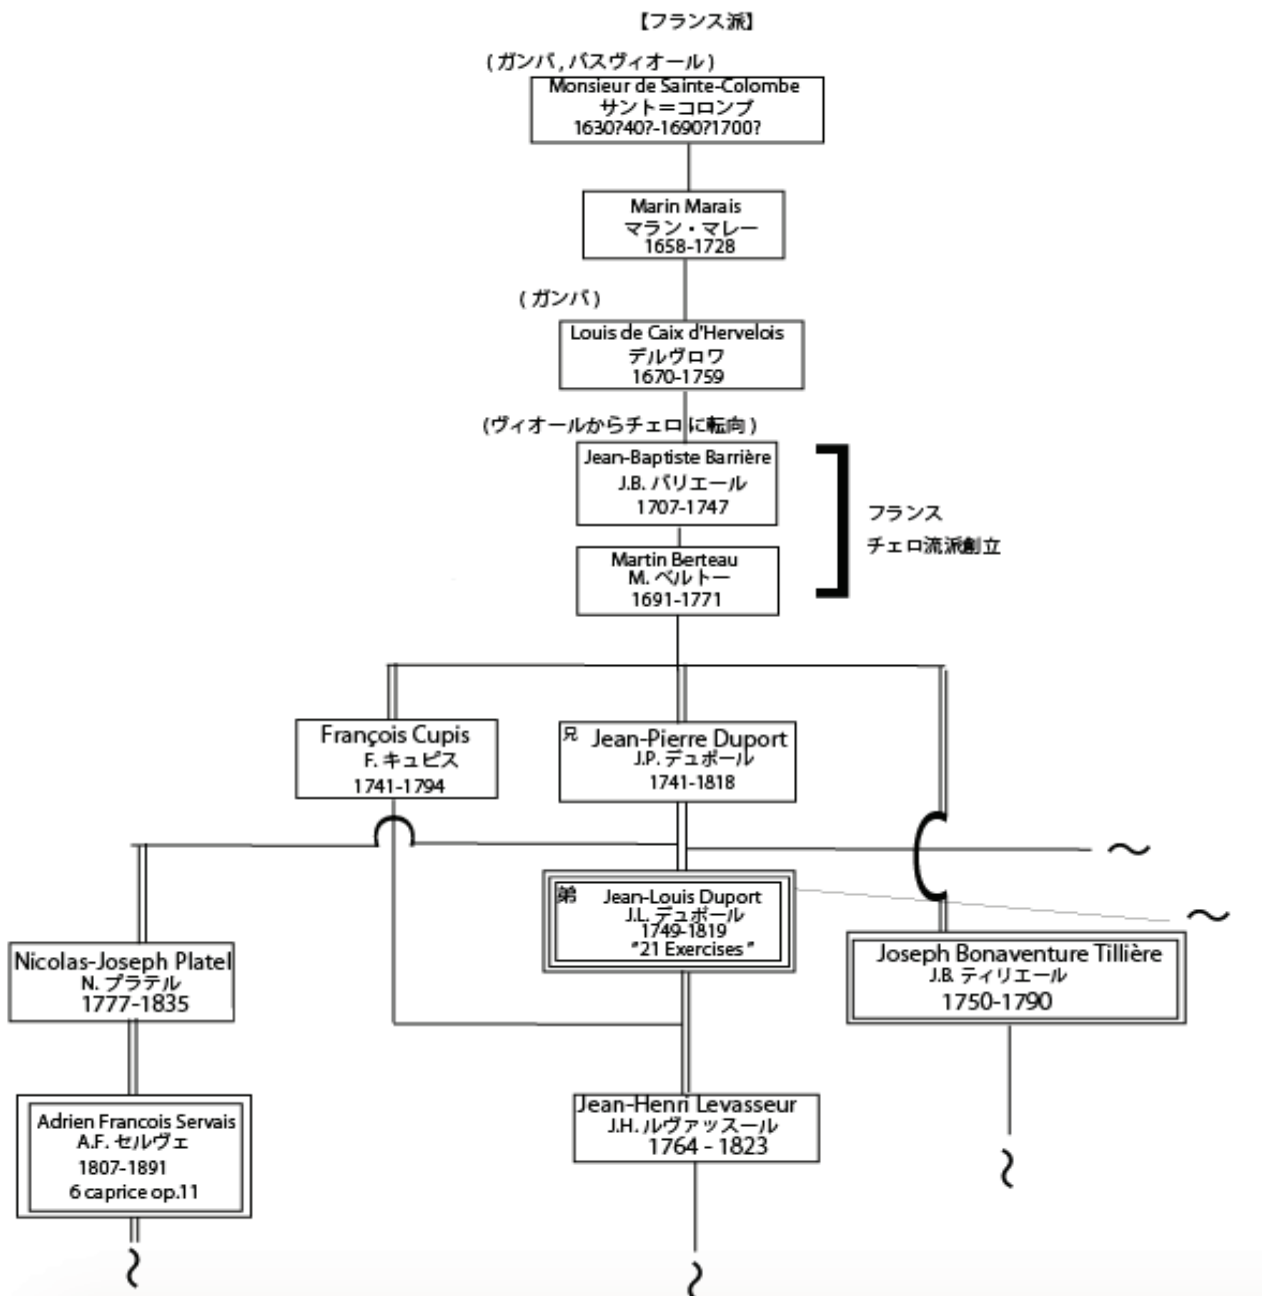 【フランス派】
( ガンバ , バスヴィオール )
Monsieur de Sainte-Colombe
サント＝コロンブ
1630?40?-1690?1700?
Marin Marais
マラン・マレー
1658-1728
( ガンバ )
Louis de Caix d'Hervelois
デルヴロワ
1670-1759
(ヴィオールからチェロに転向 )
Jean-Baptiste Barrière
J.B. バリエール
1707-1747
フランス
チェロ流派創立
Martin Berteau
M. ベルトー
1691-1771
François Cupis
F. キュピス
1741-1794
兄 Jean-Pierre Duport
J.P. デュポール
1741-1818
弟 Jean-Louis Duport
J.L. デュポール
1749-1819
"21 Exercises "
Nicolas-Joseph Platel
N. プラテル
1777-1835
Joseph Bonaventure Tillière
J.B. ティリエール
1750-1790
Adrien Francois Servais
A.F. セルヴェ
1807-1891
6 caprice op.11
Jean-Henri Levasseur
J.H. ルヴァッスール
1764 - 1823